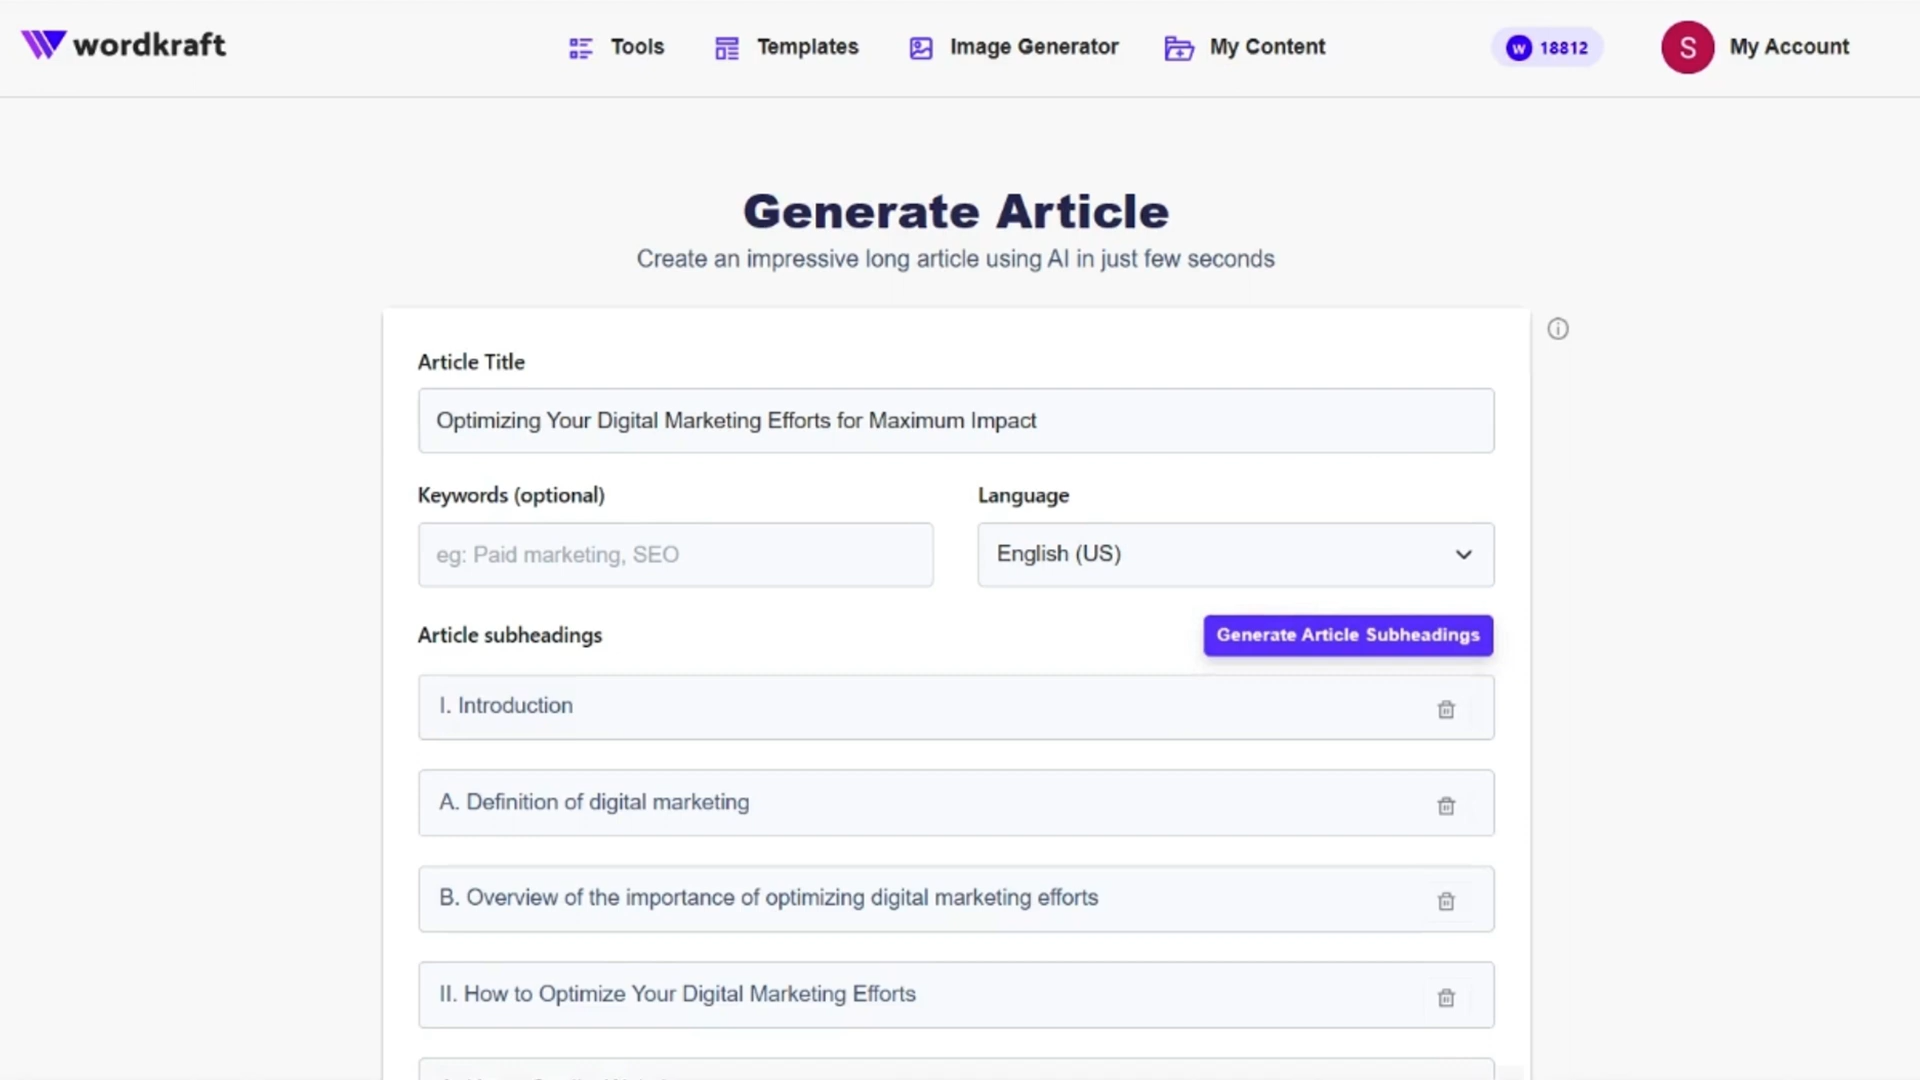 wordkraft
Tools
Templates
Image Generator
My Content
w 18812
S
My Account
Generate Article
Create an impressive long article using AI in just few seconds
Article Title
Optimizing Your Digital Marketing Efforts for Maximum Impact
Keywords (optional)
Language
eg: Paid marketing, SEO
English (US)
Article subheadings
Generate Article Subheadings
I. Introduction
A. Definition of digital marketing
B. Overview of the importance of optimizing digital marketing efforts
II. How to Optimize Your Digital Marketing Efforts